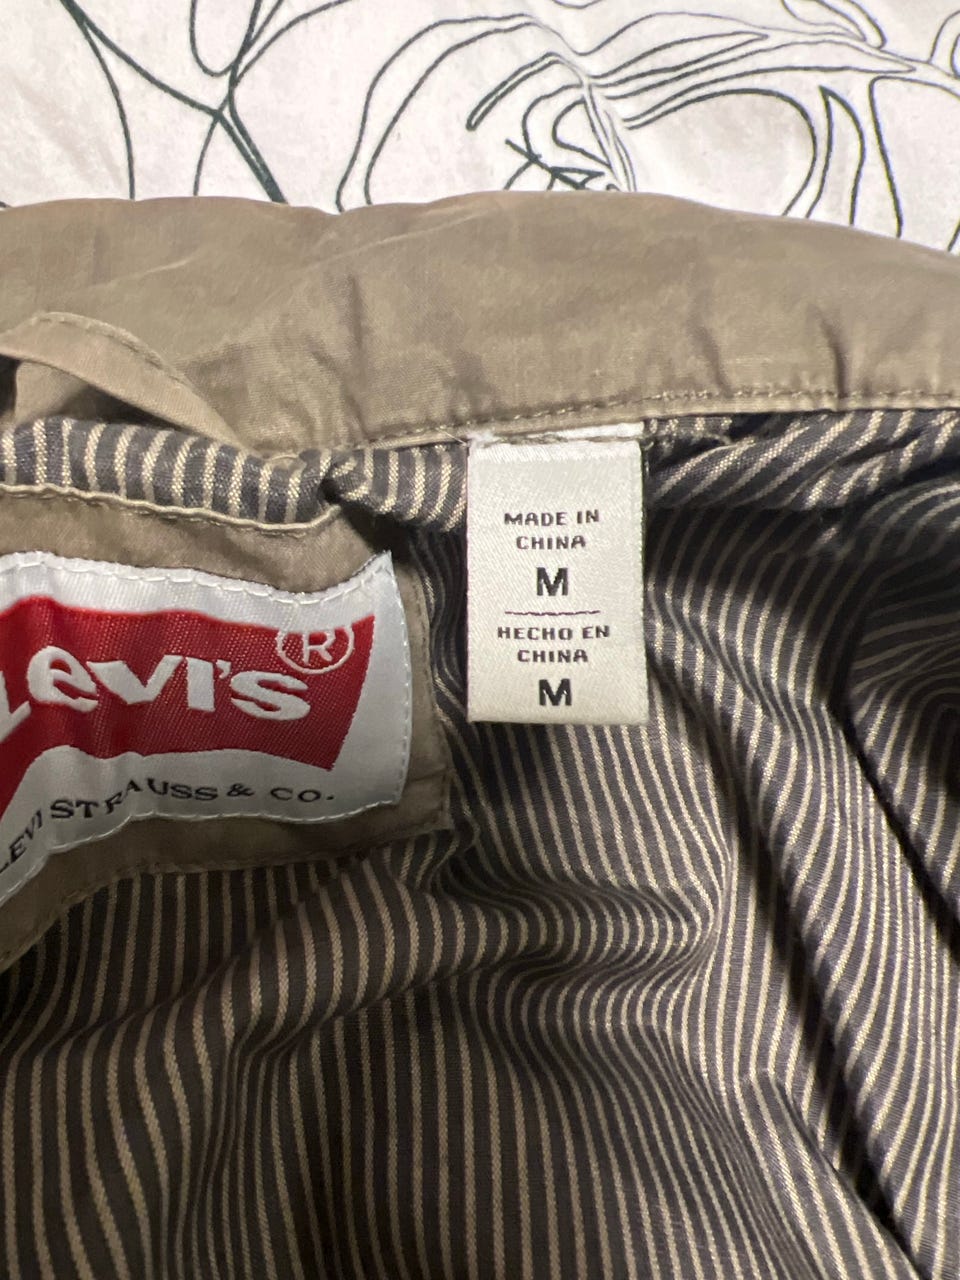 Levi's®
LEVI STRAUSS & CO.
MADE IN
CHINA
M
HECHO EN
CHINA
M